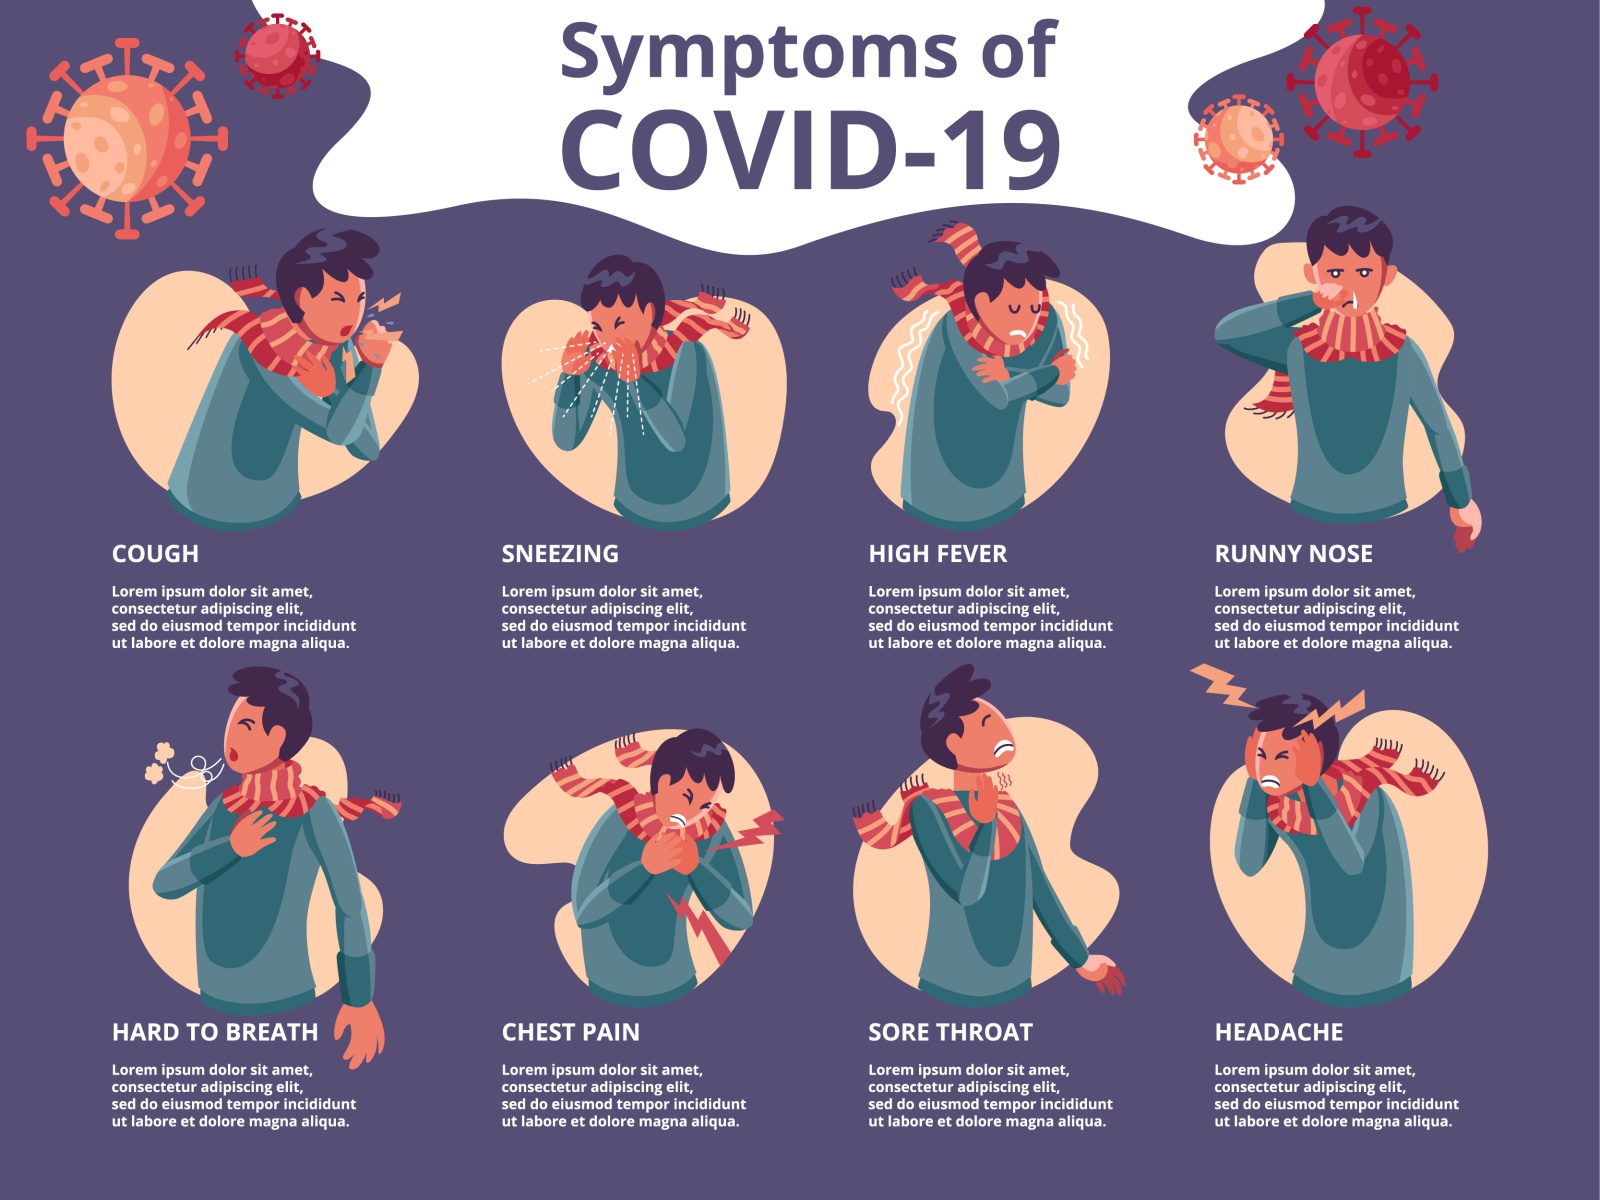 Symptoms of
COVID-19
COUGH
Lorem ipsum dolor sit amet,
consectetur adipiscing elit,
sed do eiusmod tempor incididunt
ut labore et dolore magna aliqua.
SNEEZING
Lorem ipsum dolor sit amet,
consectetur adipiscing elit,
sed do eiusmod tempor incididunt
ut labore et dolore magna aliqua.
HIGH FEVER
Lorem ipsum dolor sit amet,
consectetur adipiscing elit,
sed do eiusmod tempor incididunt
ut labore et dolore magna aliqua.
RUNNY NOSE
Lorem ipsum dolor sit amet,
consectetur adipiscing elit,
sed do eiusmod tempor incididunt
ut labore et dolore magna aliqua.
HARD TO BREATH
Lorem ipsum dolor sit amet,
consectetur adipiscing elit,
sed do eiusmod tempor incididunt
ut labore et dolore magna aliqua.
CHEST PAIN
Lorem ipsum dolor sit amet,
consectetur adipiscing elit,
sed do eiusmod tempor incididunt
ut labore et dolore magna aliqua.
SORE THROAT
Lorem ipsum dolor sit amet,
consectetur adipiscing elit,
sed do eiusmod tempor incididunt
ut labore et dolore magna aliqua.
HEADACHE
Lorem ipsum dolor sit amet,
consectetur adipiscing elit,
sed do eiusmod tempor incididunt
ut labore et dolore magna aliqua.